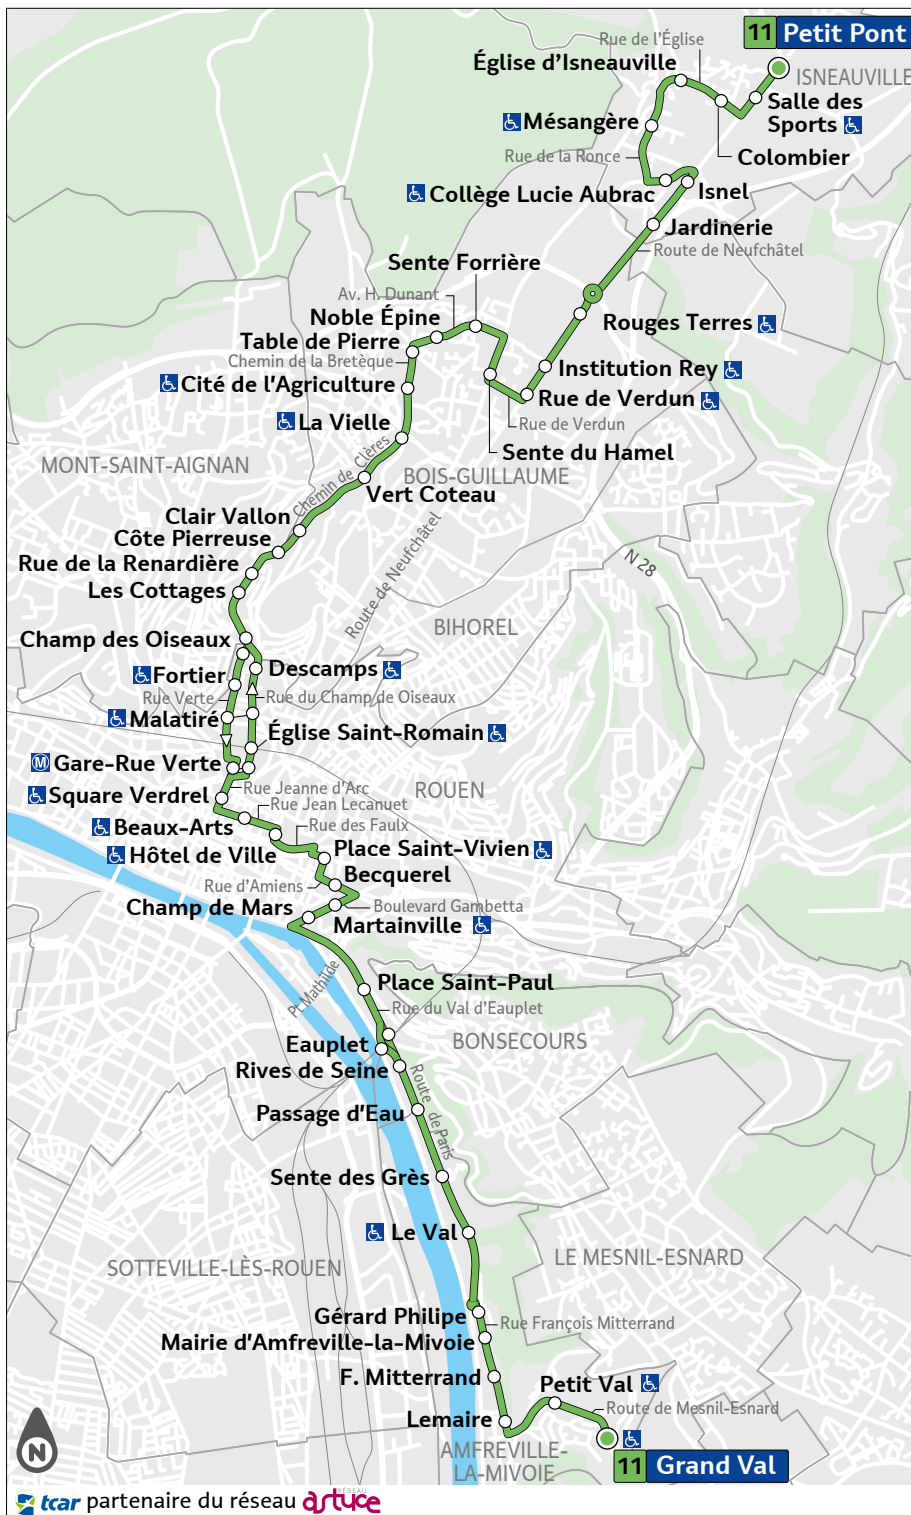 11 Petit Pont
Rue de l'Église
Église d'Isneauville
ISNEAUVILLE
Salle des
Sports
Mésangère
Colombier
Rue de la Ronce
Collège Lucie Aubrac
Isnel
Jardinerie
Route de Neufchâtel
Sente Forrière
Av. H. Dunant
Noble Épine
Rouges Terres
Table de Pierre
Chemin de la Bretèque
Institution Rey
Cité de l'Agriculture
Rue de Verdun
La Vielle
Rue de Verdun
Chemin de Clères
Sente du Hamel
MONT-SAINT-AIGNAN
BOIS-GUILLAUME
Vert Coteau
Clair Vallon
Côte Pierreuse
Route de Neufchâtel
N 28
Rue de la Renardière
Les Cottages
BIHOREL
Champ des Oiseaux
Descamps
Fortier
Rue Verte
Rue du Champ de Oiseaux
Malatiré
Église Saint-Romain
M Gare-Rue Verte
Rue Jeanne d'Arc
ROUEN
Square Verdrel
Rue Jean Lecanuet
Beaux-Arts
Rue des Faulx
Hôtel de Ville
Place Saint-Vivien
Becquerel
Rue d'Amiens
Champ de Mars
Boulevard Gambetta
Martainville
Pt Mathilde
Place Saint-Paul
Rue du Val d'Eauplet
Eauplet
BONSECOURS
Rives de Seine
Route de Paris
Passage d'Eau
Sente des Grès
Le Val
LE MESNIL-ESNARD
SOTTEVILLE-LÈS-ROUEN
Gérard Philipe
Rue François Mitterrand
Mairie d'Amfreville-la-Mivoie
F. Mitterrand
Petit Val
Route de Mesnil-Esnard
Lemaire
AMFREVILLE-
LA-MIVOIE
11 Grand Val
N
tcar partenaire du réseau RÉSEAU astuce